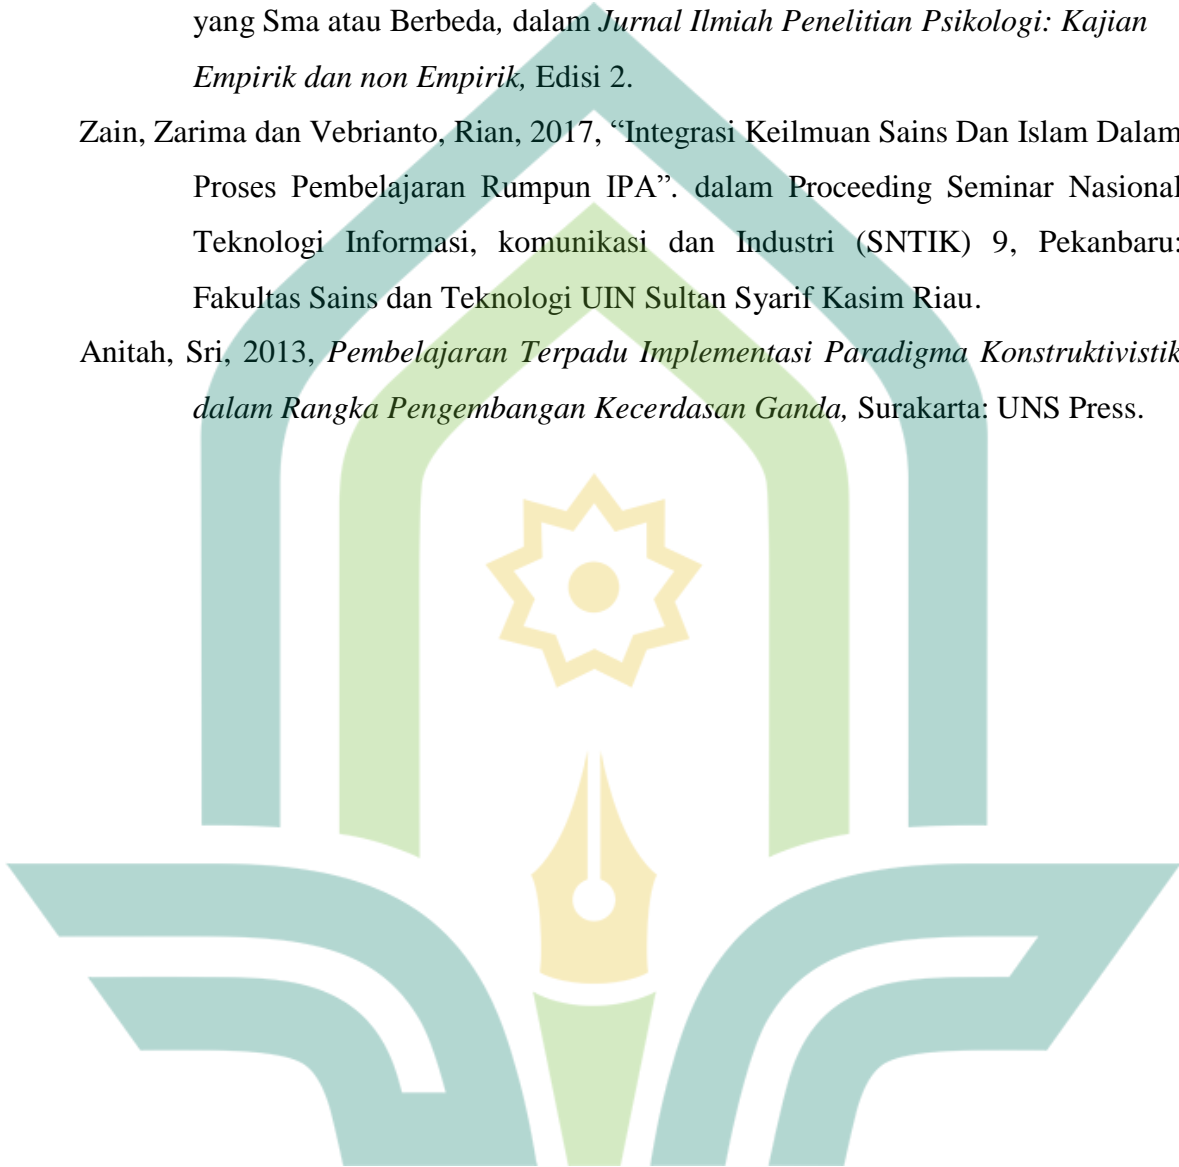 yang Sma atau Berbeda, dalam Jurnal Ilmiah Penelitian Psikologi: Kajian
Empirik dan non Empirik, Edisi 2.
Zain, Zarima dan Vebrianto, Rian, 2017, “Integrasi Keilmuan Sains Dan Islam Dalam
Proses Pembelajaran Rumpun IPA”. dalam Proceeding Seminar Nasional
Teknologi Informasi, komunikasi dan Industri (SNTIK) 9, Pekanbaru:
Fakultas Sains dan Teknologi UIN Sultan Syarif Kasim Riau.
Anitah, Sri, 2013, Pembelajaran Terpadu Implementasi Paradigma Konstruktivistik
dalam Rangka Pengembangan Kecerdasan Ganda, Surakarta: UNS Press.